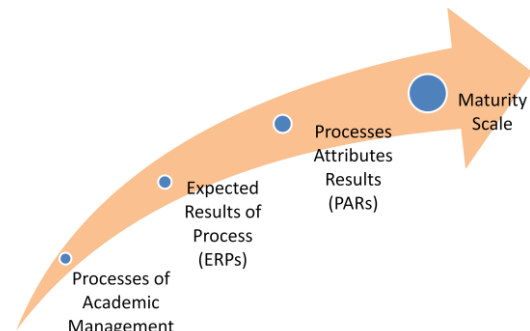 Processes of
Academic
Management
Expected
Results of
Process
(ERPs)
Processes
Attributes
Results
(PARs)
Maturity
Scale